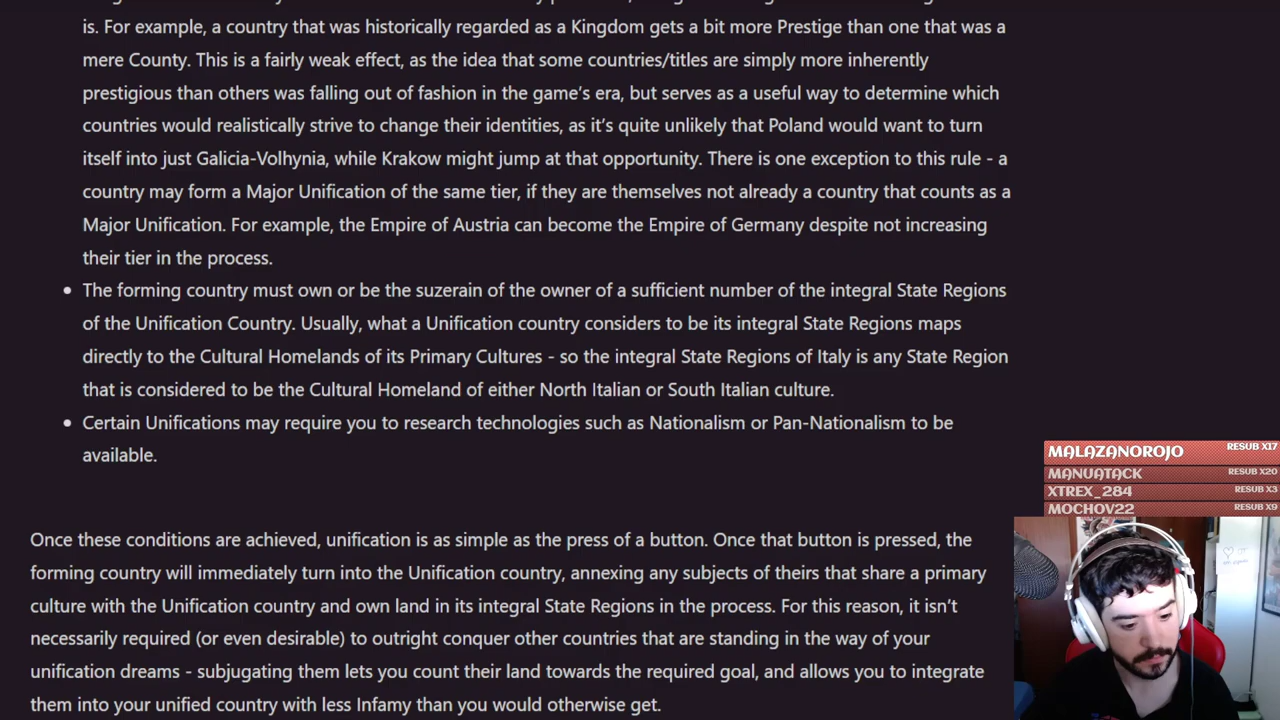 is. For example, a country that was historically regarded as a Kingdom gets a bit more Prestige than one that was a
mere County. This is a fairly weak effect, as the idea that some countries/titles are simply more inherently
prestigious than others was falling out of fashion in the game's era, but serves as a useful way to determine which
countries would realistically strive to change their identities, as it's quite unlikely that Poland would want to turn
itself into just Galicia-Volhynia, while Krakow might jump at that opportunity. There is one exception to this rule - a
country may form a Major Unification of the same tier, if they are themselves not already a country that counts as a
Major Unification. For example, the Empire of Austria can become the Empire of Germany despite not increasing
their tier in the process.
• The forming country must own or be the suzerain of the owner of a sufficient number of the integral State Regions
of the Unification Country. Usually, what a Unification country considers to be its integral State Regions maps
directly to the Cultural Homelands of its Primary Cultures - so the integral State Regions of Italy is any State Region
that is considered to be the Cultural Homeland of either North Italian or South Italian culture.
• Certain Unifications may require you to research technologies such as Nationalism or Pan-Nationalism to be
available.
Once these conditions are achieved, unification is as simple as the press of a button. Once that button is pressed, the
forming country will immediately turn into the Unification country, annexing any subjects of theirs that share a primary
culture with the Unification country and own land in its integral State Regions in the process. For this reason, it isn't
necessarily required (or even desirable) to outright conquer other countries that are standing in the way of your
unification dreams - subjugating them lets you count their land towards the required goal, and allows you to integrate
them into your unified country with less Infamy than you would otherwise get.
MALAZANOROJO RESUB X17
MANUATACK RESUB X20
XTREX_284 RESUB X3
MOCHOV22 RESUB X9